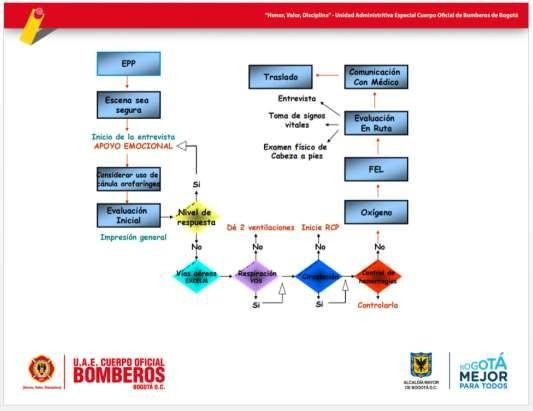 "Honor, Valor, Disciplina" - Unidad Administrativa Especial Cuerpo Oficial de Bomberos de Bogotá
EPP
Escena sea
segura
Inicio de la entrevista
APOYO EMOCIONAL
Considerar uso de
cánula orofaríngea
Evaluación
Inicial
Impresión general
Si
Nivel de
respuesta
No
Vías aéreas
Respiración
VOS
Si
Dé 2 ventilaciones
No
Inicie RCP
No
Circulación
Si
No
Control de
hemorragias
Controlarla
Oxígeno
FEL
Evaluación
En Ruta
Entrevista
Toma de signos
vitales
Examen físico de
Cabeza a pies
Comunicación
Con Médico
Traslado
U.A.E. CUERPO OFICIAL
BOMBEROS
BOGOTÁ D.C.
ALCALDÍA MAYOR
DE BOGOTÁ D.C.
BOGOTÁ
MEJOR
PARA TODOS